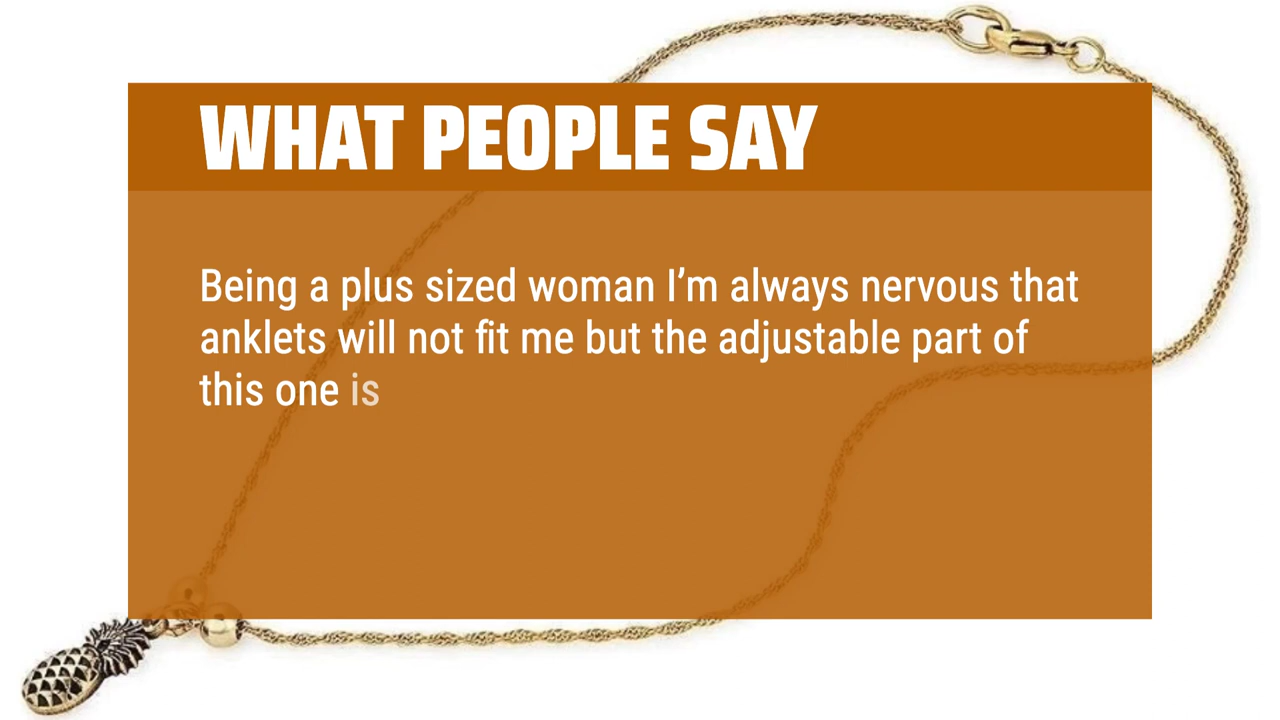 WHAT PEOPLE SAY
Being a plus sized woman I’m always nervous that
anklets will not fit me but the adjustable part of
this one is